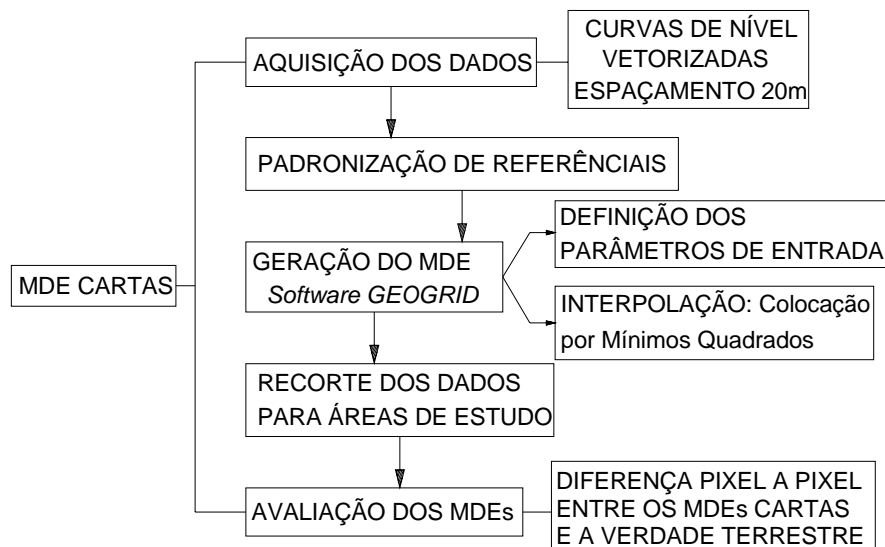 AQUISIÇÃO DOS DADOS
CURVAS DE NÍVEL
VETORIZADAS
ESPAÇAMENTO 20m
PADRONIZAÇÃO DE REFERÊNCIAIS
MDE CARTAS
GERAÇÃO DO MDE
Software GEOGRID
DEFINIÇÃO DOS
PARÂMETROS DE ENTRADA
INTERPOLAÇÃO: Colocação
por Mínimos Quadrados
RECORTE DOS DADOS
PARA ÁREAS DE ESTUDO
AVALIAÇÃO DOS MDEs
DIFERENÇA PIXEL A PIXEL
ENTRE OS MDEs CARTAS
E A VERDADE TERRESTRE